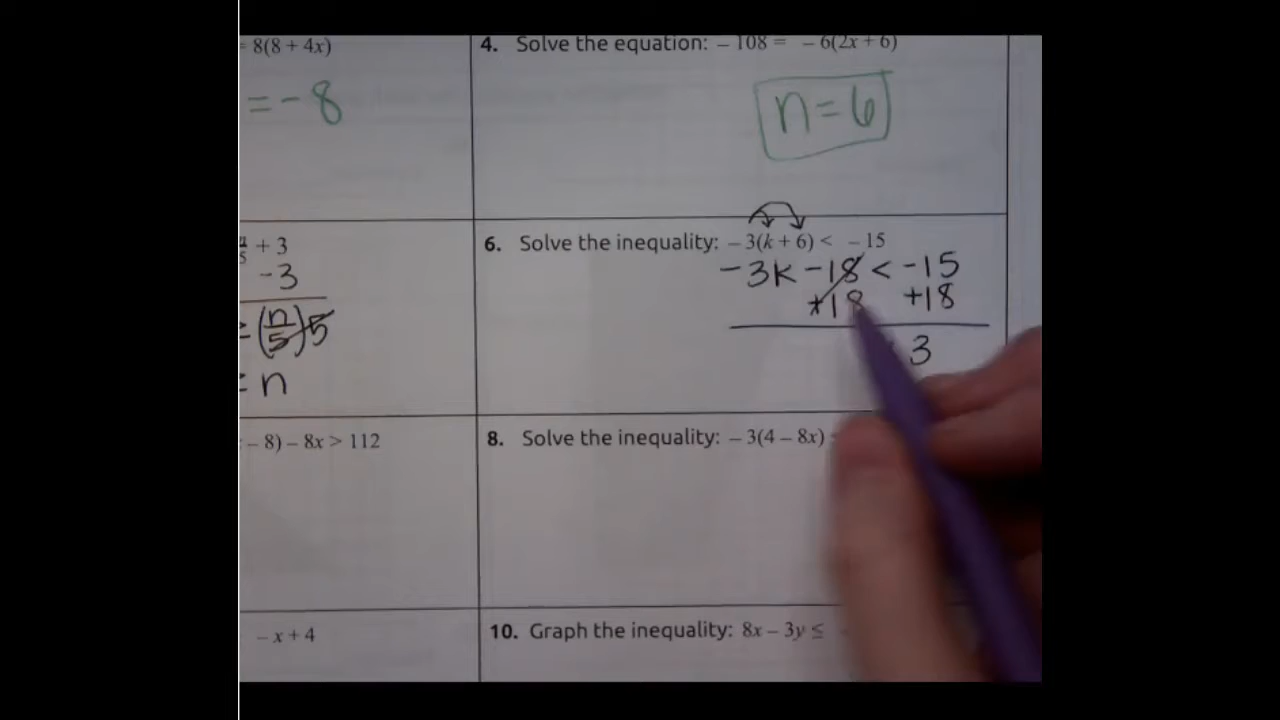 = 8(8 + 4x)
= -8
4. Solve the equation: – 108 = – 6(2x + 6)
n = 6
n/5 + 3
-3
= (n/5)5
= n
6. Solve the inequality: – 3(k + 6) < – 15
-3k -18 < -15
+18 +18
3
– 8) – 8x > 112
8. Solve the inequality: – 3(4 – 8x)
– x + 4
10. Graph the inequality: 8x – 3y ≤